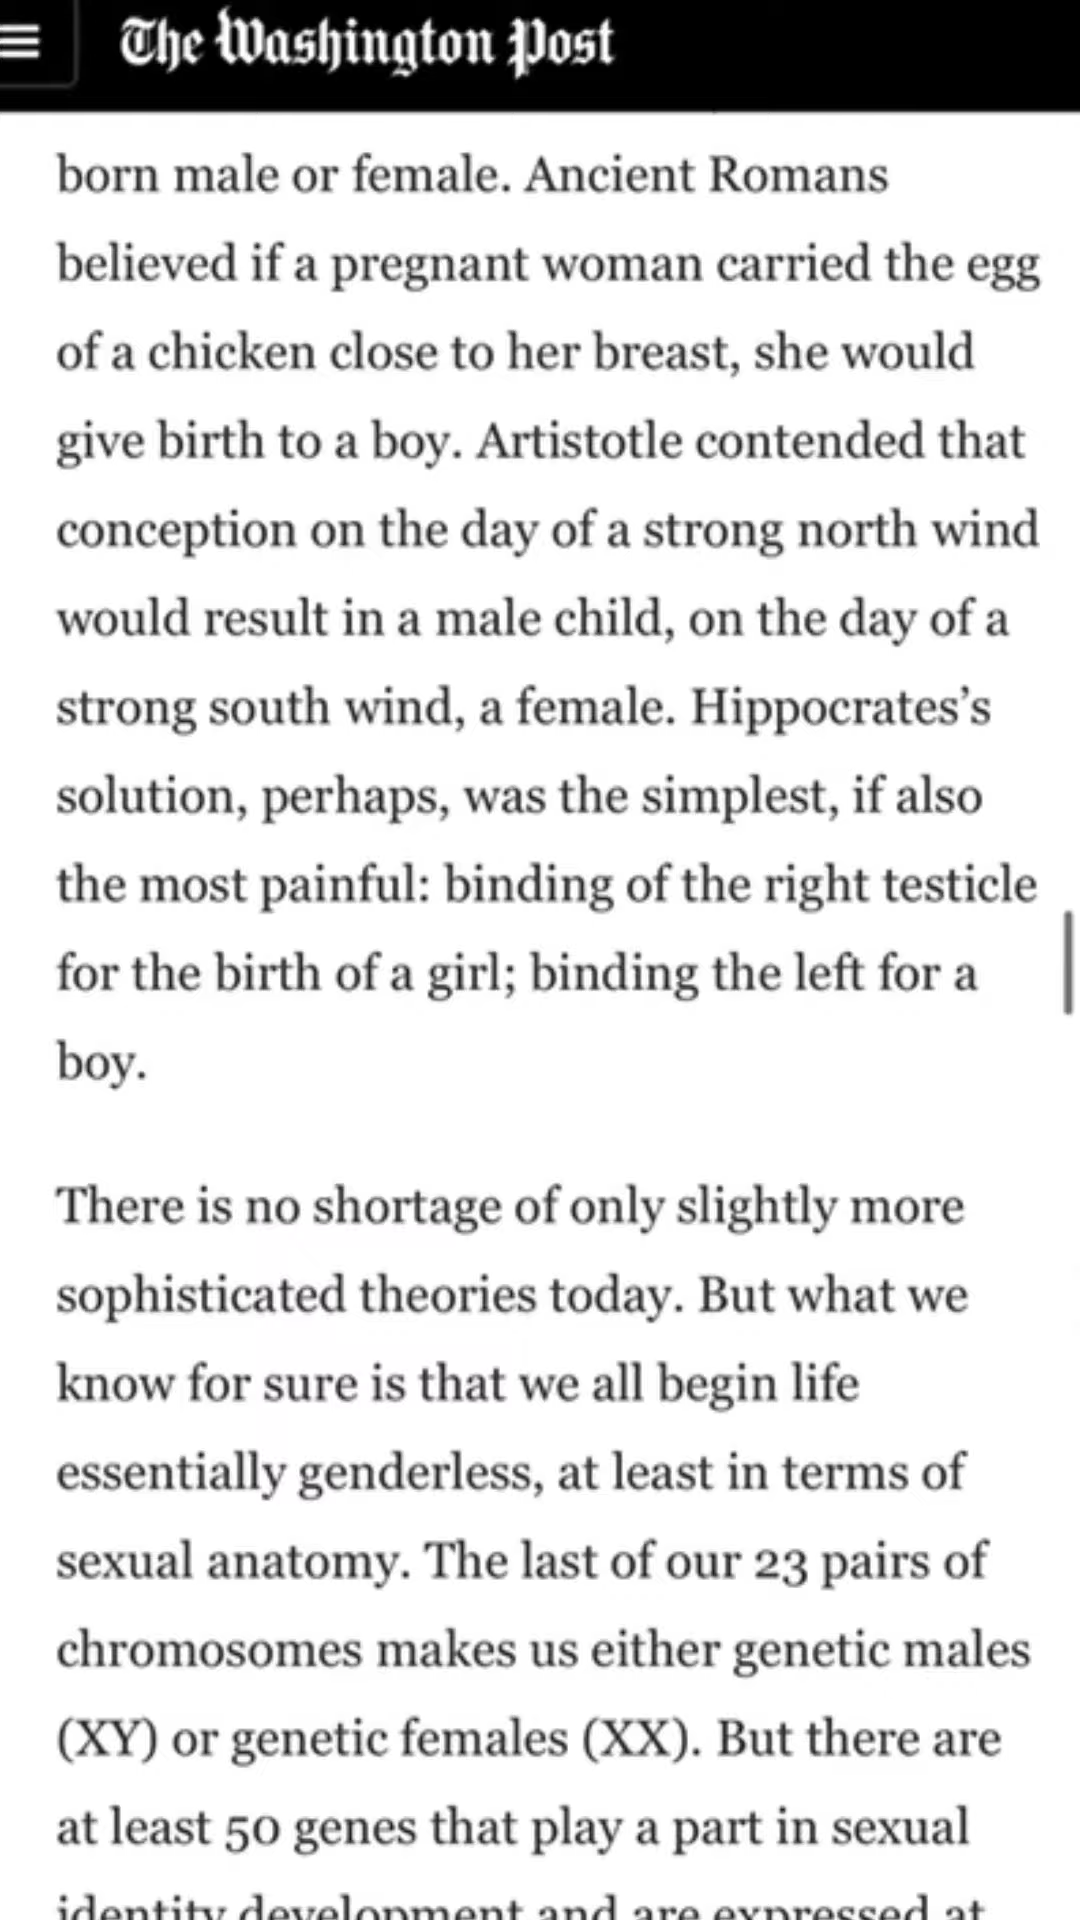 The Washington Post
born male or female. Ancient Romans
believed if a pregnant woman carried the egg
of a chicken close to her breast, she would
give birth to a boy. Artistotle contended that
conception on the day of a strong north wind
would result in a male child, on the day of a
strong south wind, a female. Hippocrates’s
solution, perhaps, was the simplest, if also
the most painful: binding of the right testicle
for the birth of a girl; binding the left for a
boy.
There is no shortage of only slightly more
sophisticated theories today. But what we
know for sure is that we all begin life
essentially genderless, at least in terms of
sexual anatomy. The last of our 23 pairs of
chromosomes makes us either genetic males
(XY) or genetic females (XX). But there are
at least 50 genes that play a part in sexual
identity development and are expressed at